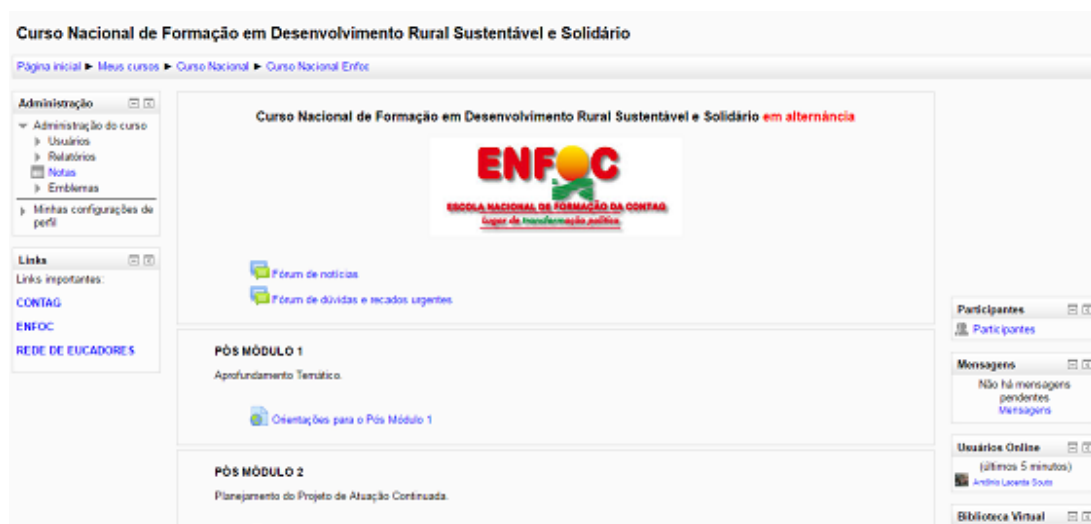 Curso Nacional de Formação em Desenvolvimento Rural Sustentável e Solidário
Página inicial ► Meus cursos ► Curso Nacional ► Curso Nacional Enfoc
Administração
Administração do curso
Usuários
Relatórios
Notas
Emblemas
Minhas configurações de
perfil
Links
Links importantes:
CONTAG
ENFOC
REDE DE EUCADORES
Curso Nacional de Formação em Desenvolvimento Rural Sustentável e Solidário em alternância
ENFOC
ESCOLA NACIONAL DE FORMAÇÃO DA CONTAG
Lugar de transformação política
Fórum de notícias
Fórum de dúvidas e recados urgentes
PÓS MÓDULO 1
Aprofundamento Temático.
Orientações para o Pós Módulo 1
PÓS MÓDULO 2
Planejamento do Projeto de Atuação Continuada.
Participantes
Participantes
Mensagens
Não há mensagens
pendentes
Mensagens
Usuários Online
(últimos 5 minutos)
Antônio Lacerda Souto
Biblioteca Virtual